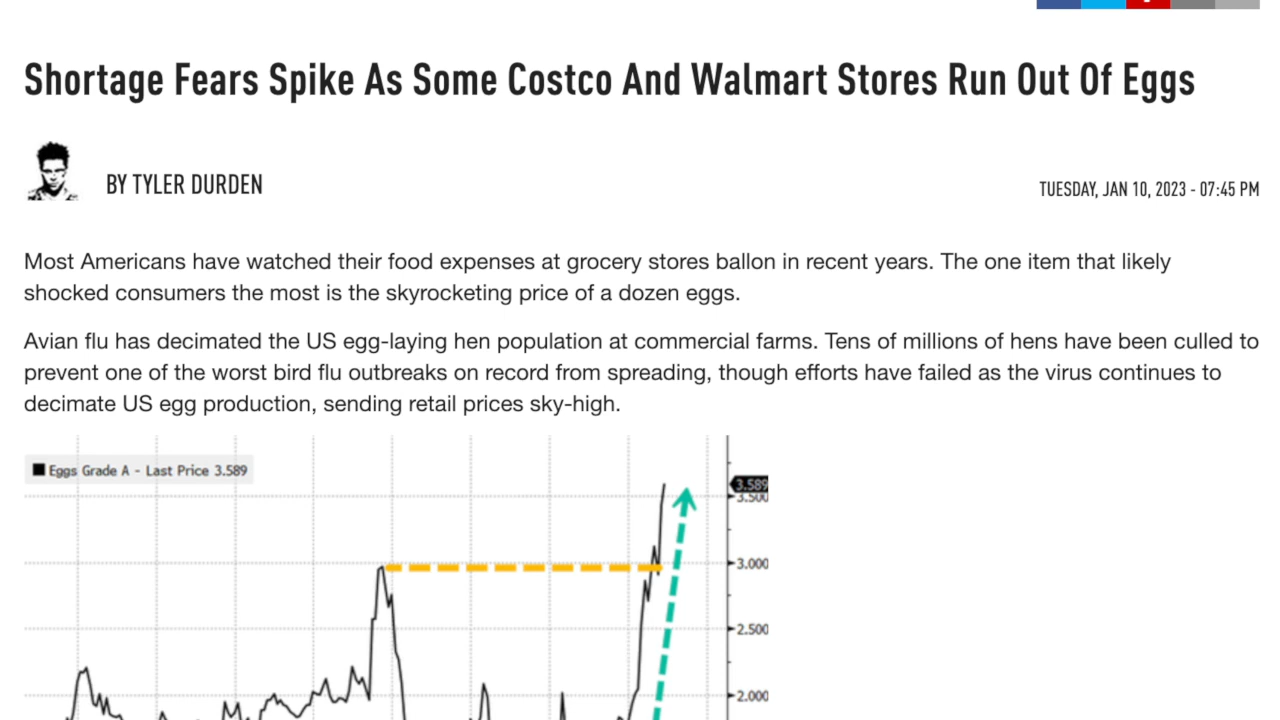 Shortage Fears Spike As Some Costco And Walmart Stores Run Out Of Eggs
BY TYLER DURDEN
TUESDAY, JAN 10, 2023 - 07:45 PM
Most Americans have watched their food expenses at grocery stores ballon in recent years. The one item that likely
shocked consumers the most is the skyrocketing price of a dozen eggs.
Avian flu has decimated the US egg-laying hen population at commercial farms. Tens of millions of hens have been culled to
prevent one of the worst bird flu outbreaks on record from spreading, though efforts have failed as the virus continues to
decimate US egg production, sending retail prices sky-high.
Eggs Grade A - Last Price 3.589
3.589
3.500
3.000
2.500
2.000